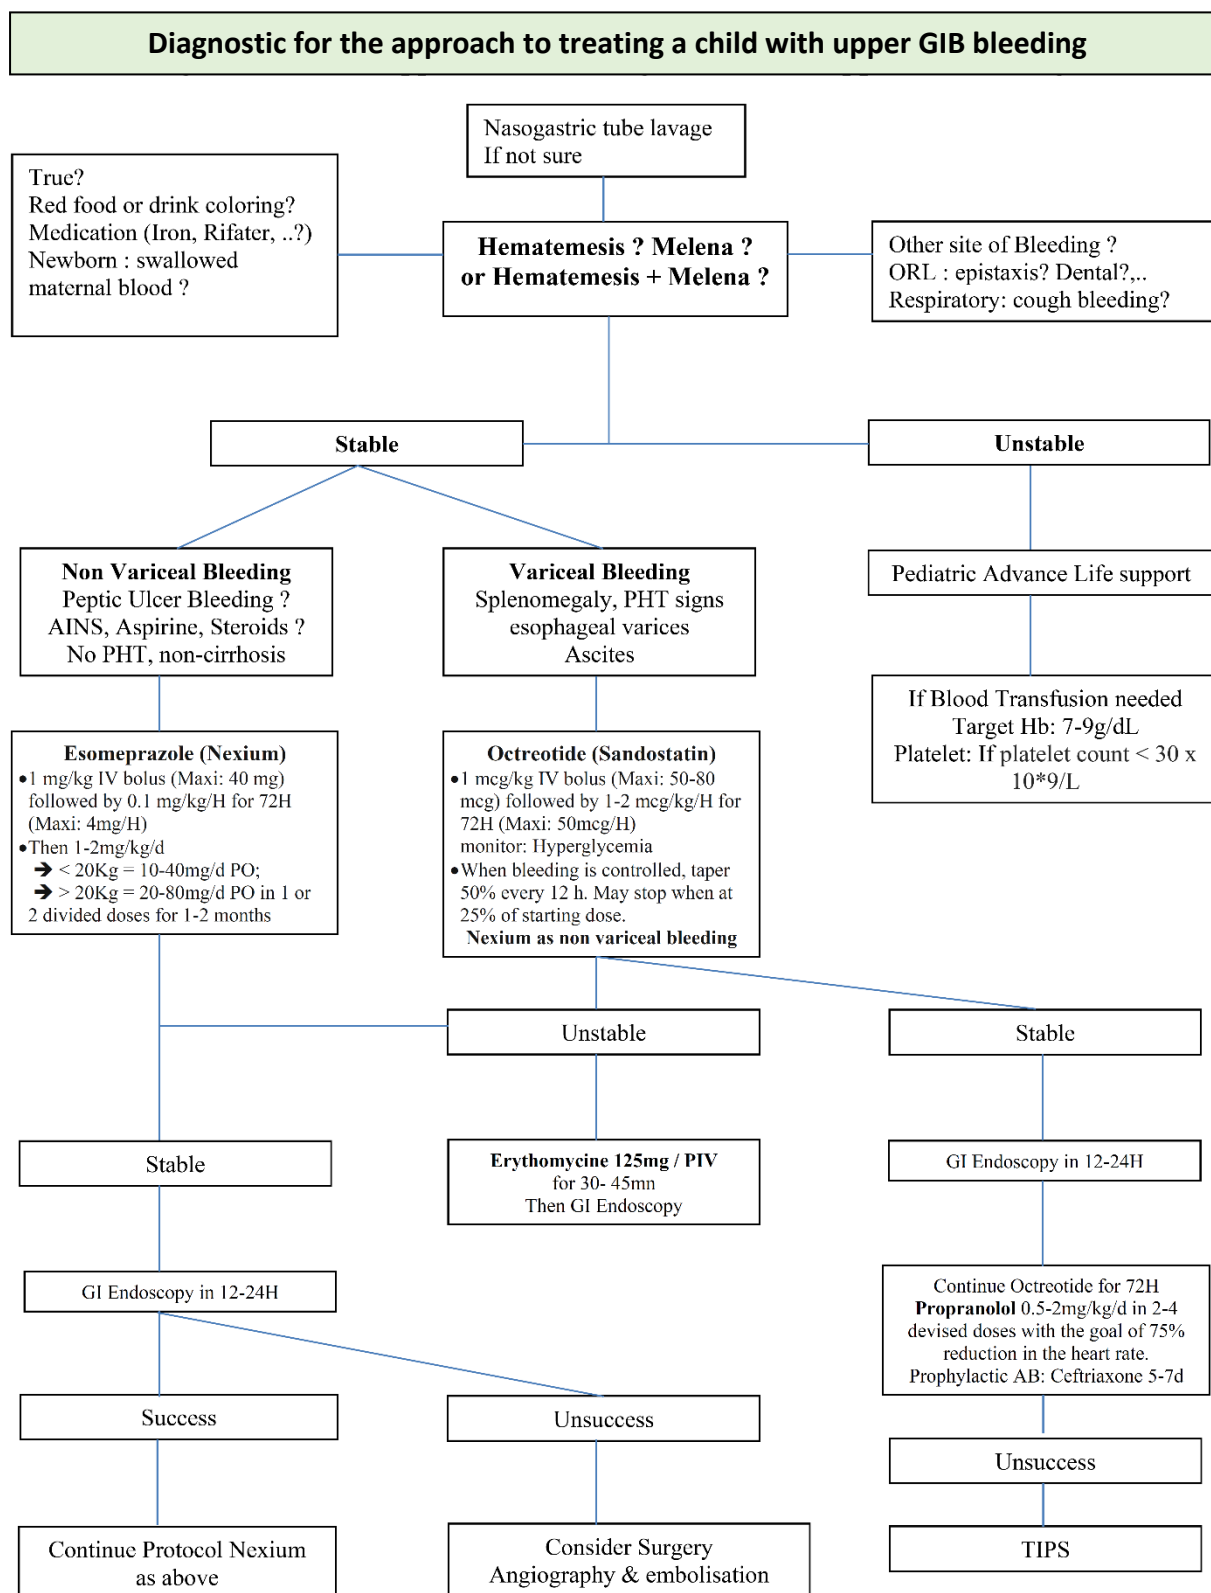 Diagnostic for the approach to treating a child with upper GIB bleeding
Nasogastric tube lavage
If not sure
True?
Red food or drink coloring?
Medication (Iron, Rifater, ..?)
Newborn : swallowed
maternal blood ?
Hematemesis ? Melena ?
or Hematemesis + Melena ?
Other site of Bleeding ?
ORL : epistaxis? Dental?,..
Respiratory: cough bleeding?
Stable
Unstable
Non Variceal Bleeding
Peptic Ulcer Bleeding ?
AINS, Aspirine, Steroids ?
No PHT, non-cirrhosis
Variceal Bleeding
Splenomegaly, PHT signs
esophageal varices
Ascites
Pediatric Advance Life support
If Blood Transfusion needed
Target Hb: 7-9g/dL
Platelet: If platelet count < 30 x
10*9/L
Esomeprazole (Nexium)
•1 mg/kg IV bolus (Maxi: 40 mg)
followed by 0.1 mg/kg/H for 72H
(Maxi: 4mg/H)
•Then 1-2mg/kg/d
➔ < 20Kg = 10-40mg/d PO;
➔ > 20Kg = 20-80mg/d PO in 1 or
2 divided doses for 1-2 months
Octreotide (Sandostatin)
•1 mcg/kg IV bolus (Maxi: 50-80
mcg) followed by 1-2 mcg/kg/H for
72H (Maxi: 50mcg/H)
monitor: Hyperglycemia
•When bleeding is controlled, taper
50% every 12 h. May stop when at
25% of starting dose.
Nexium as non variceal bleeding
Unstable
Stable
Stable
Erythomycine 125mg / PIV
for 30- 45mn
Then GI Endoscopy
GI Endoscopy in 12-24H
GI Endoscopy in 12-24H
Continue Octreotide for 72H
Propranolol 0.5-2mg/kg/d in 2-4
devised doses with the goal of 75%
reduction in the heart rate.
Prophylactic AB: Ceftriaxone 5-7d
Success
Unsuccess
Unsuccess
Continue Protocol Nexium
as above
Consider Surgery
Angiography & embolisation
TIPS